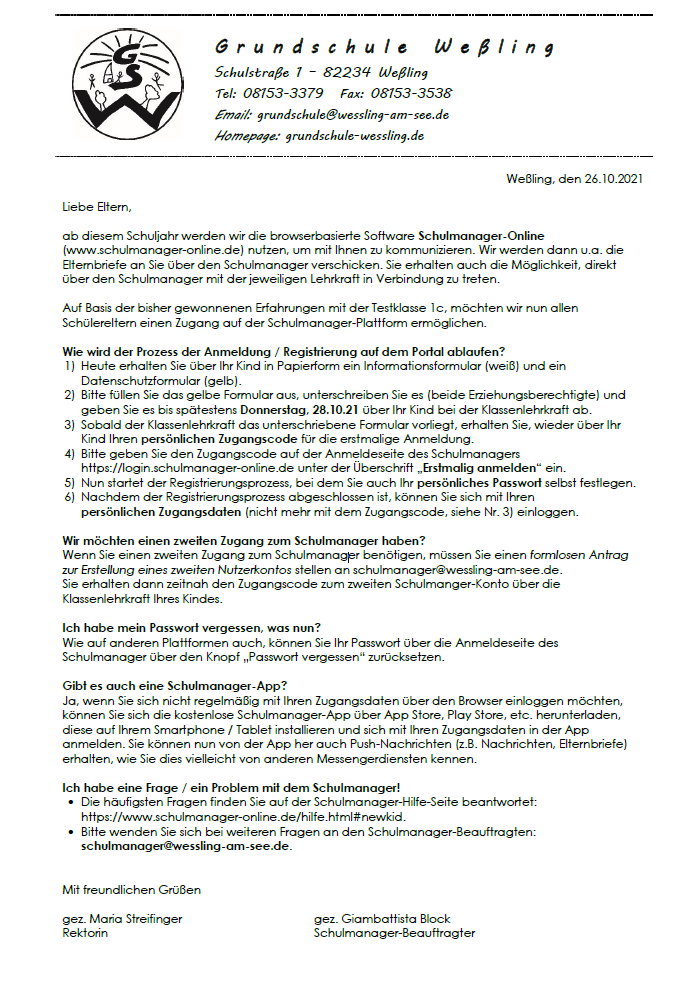 GS
W
Grundschule Weßling
Schulstraße 1 – 82234 Weßling
Tel: 08153-3379 Fax: 08153-3538
Email: grundschule@wessling-am-see.de
Homepage: grundschule-wessling.de
Weßling, den 26.10.2021
Liebe Eltern,
ab diesem Schuljahr werden wir die browserbasierte Software Schulmanager-Online
(www.schulmanager-online.de) nutzen, um mit Ihnen zu kommunizieren. Wir werden dann u.a. die
Elternbriefe an Sie über den Schulmanager verschicken. Sie erhalten auch die Möglichkeit, direkt
über den Schulmanager mit der jeweiligen Lehrkraft in Verbindung zu treten.
Auf Basis der bisher gewonnenen Erfahrungen mit der Testklasse 1c, möchten wir nun allen
Schülereltern einen Zugang auf der Schulmanager-Plattform ermöglichen.
Wie wird der Prozess der Anmeldung / Registrierung auf dem Portal ablaufen?
1) Heute erhalten Sie über Ihr Kind in Papierform ein Informationsformular (weiß) und ein
Datenschutzformular (gelb).
2) Bitte füllen Sie das gelbe Formular aus, unterschreiben Sie es (beide Erziehungsberechtigte) und
geben Sie es bis spätestens Donnerstag, 28.10.21 über Ihr Kind bei der Klassenlehrkraft ab.
3) Sobald der Klassenlehrkraft das unterschriebene Formular vorliegt, erhalten Sie, wieder über Ihr
Kind Ihren persönlichen Zugangscode für die erstmalige Anmeldung.
4) Bitte geben Sie den Zugangscode auf der Anmeldeseite des Schulmanagers
https://login.schulmanager-online.de unter der Überschrift „Erstmalig anmelden“ ein.
5) Nun startet der Registrierungsprozess, bei dem Sie auch Ihr persönliches Passwort selbst festlegen.
6) Nachdem der Registrierungsprozess abgeschlossen ist, können Sie sich mit Ihren
persönlichen Zugangsdaten (nicht mehr mit dem Zugangscode, siehe Nr. 3) einloggen.
Wir möchten einen zweiten Zugang zum Schulmanager haben?
Wenn Sie einen zweiten Zugang zum Schulmanager benötigen, müssen Sie einen formlosen Antrag
zur Erstellung eines zweiten Nutzerkontos stellen an schulmanager@wessling-am-see.de.
Sie erhalten dann zeitnah den Zugangscode zum zweiten Schulmanger-Konto über die
Klassenlehrkraft Ihres Kindes.
Ich habe mein Passwort vergessen, was nun?
Wie auf anderen Plattformen auch, können Sie Ihr Passwort über die Anmeldeseite des
Schulmanager über den Knopf „Passwort vergessen“ zurücksetzen.
Gibt es auch eine Schulmanager-App?
Ja, wenn Sie sich nicht regelmäßig mit Ihren Zugangsdaten über den Browser einloggen möchten,
können Sie sich die kostenlose Schulmanager-App über App Store, Play Store, etc. herunterladen,
diese auf Ihrem Smartphone / Tablet installieren und sich mit Ihren Zugangsdaten in der App
anmelden. Sie können nun von der App her auch Push-Nachrichten (z.B. Nachrichten, Elternbriefe)
erhalten, wie Sie dies vielleicht von anderen Messengerdiensten kennen.
Ich habe eine Frage / ein Problem mit dem Schulmanager!
• Die häufigsten Fragen finden Sie auf der Schulmanager-Hilfe-Seite beantwortet:
https://www.schulmanager-online.de/hilfe.html#newkid.
• Bitte wenden Sie sich bei weiteren Fragen an den Schulmanager-Beauftragten:
schulmanager@wessling-am-see.de.
Mit freundlichen Grüßen
gez. Maria Streifinger gez. Giambattista Block
Rektorin Schulmanager-Beauftragter